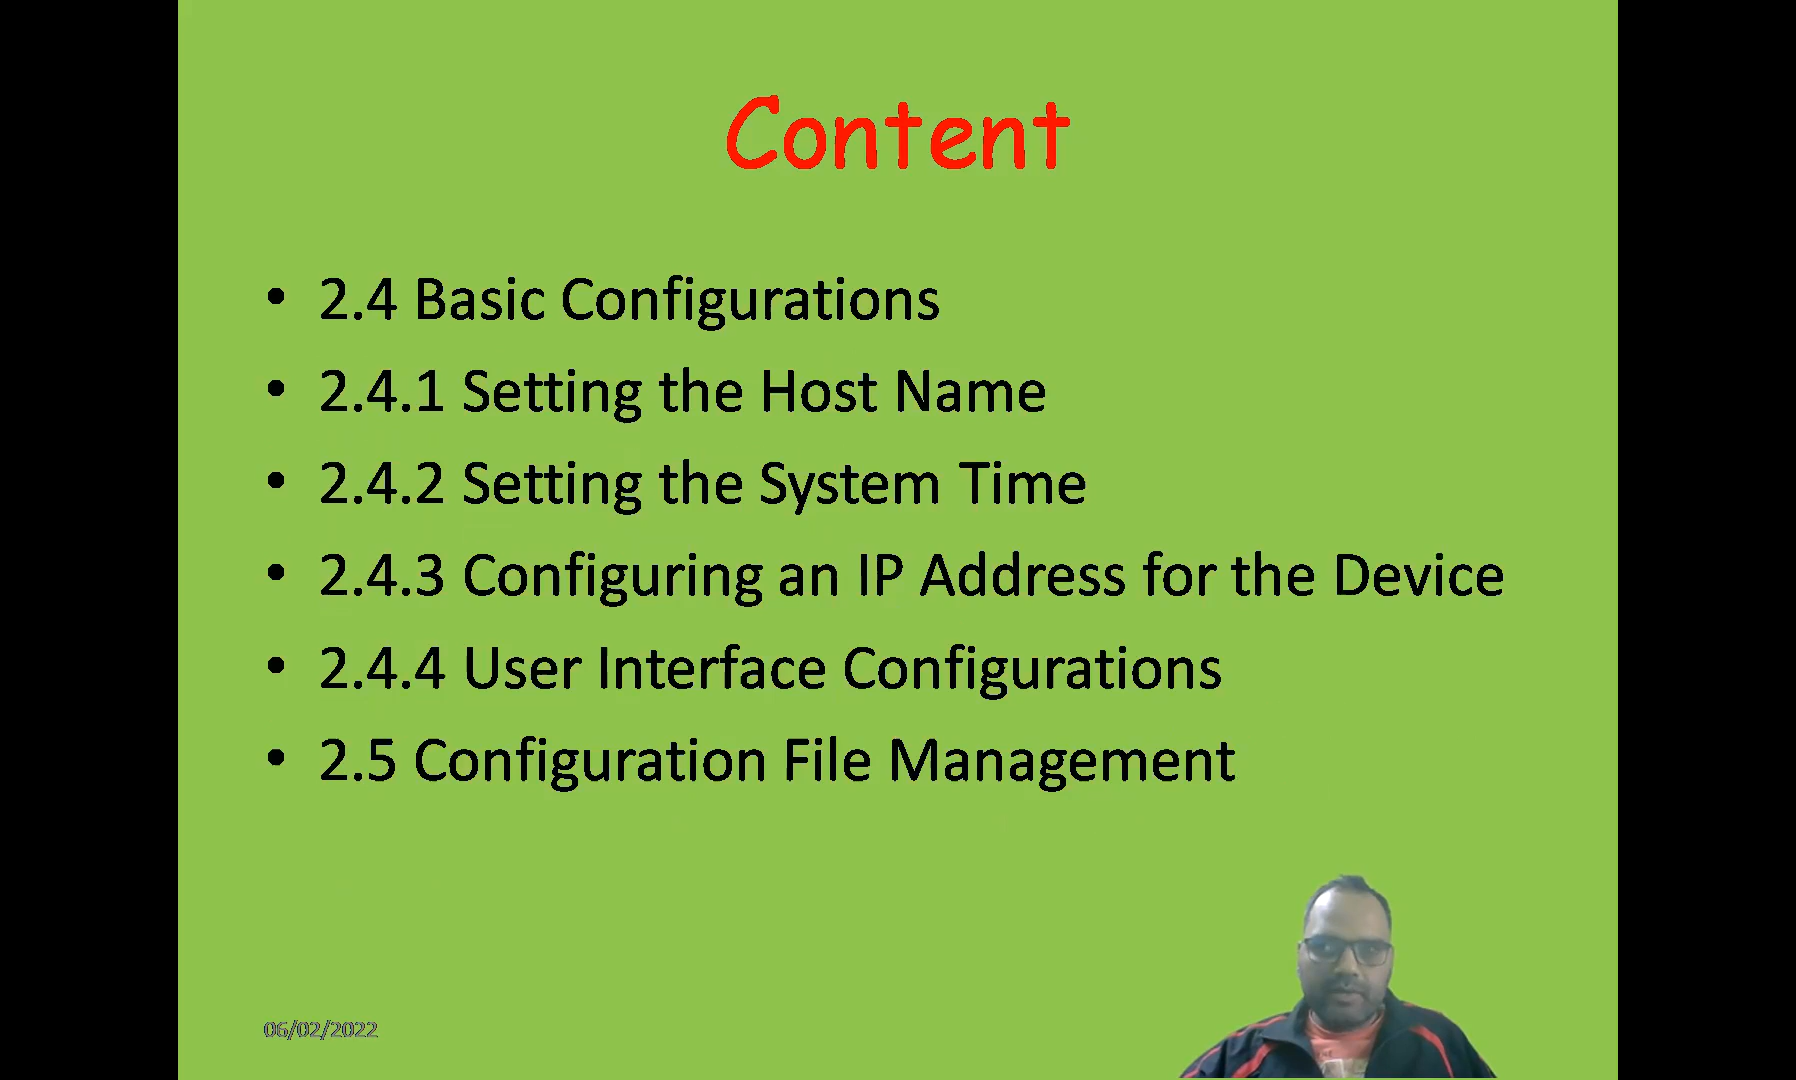 Content
• 2.4 Basic Configurations
• 2.4.1 Setting the Host Name
• 2.4.2 Setting the System Time
• 2.4.3 Configuring an IP Address for the Device
• 2.4.4 User Interface Configurations
• 2.5 Configuration File Management
06/02/2022